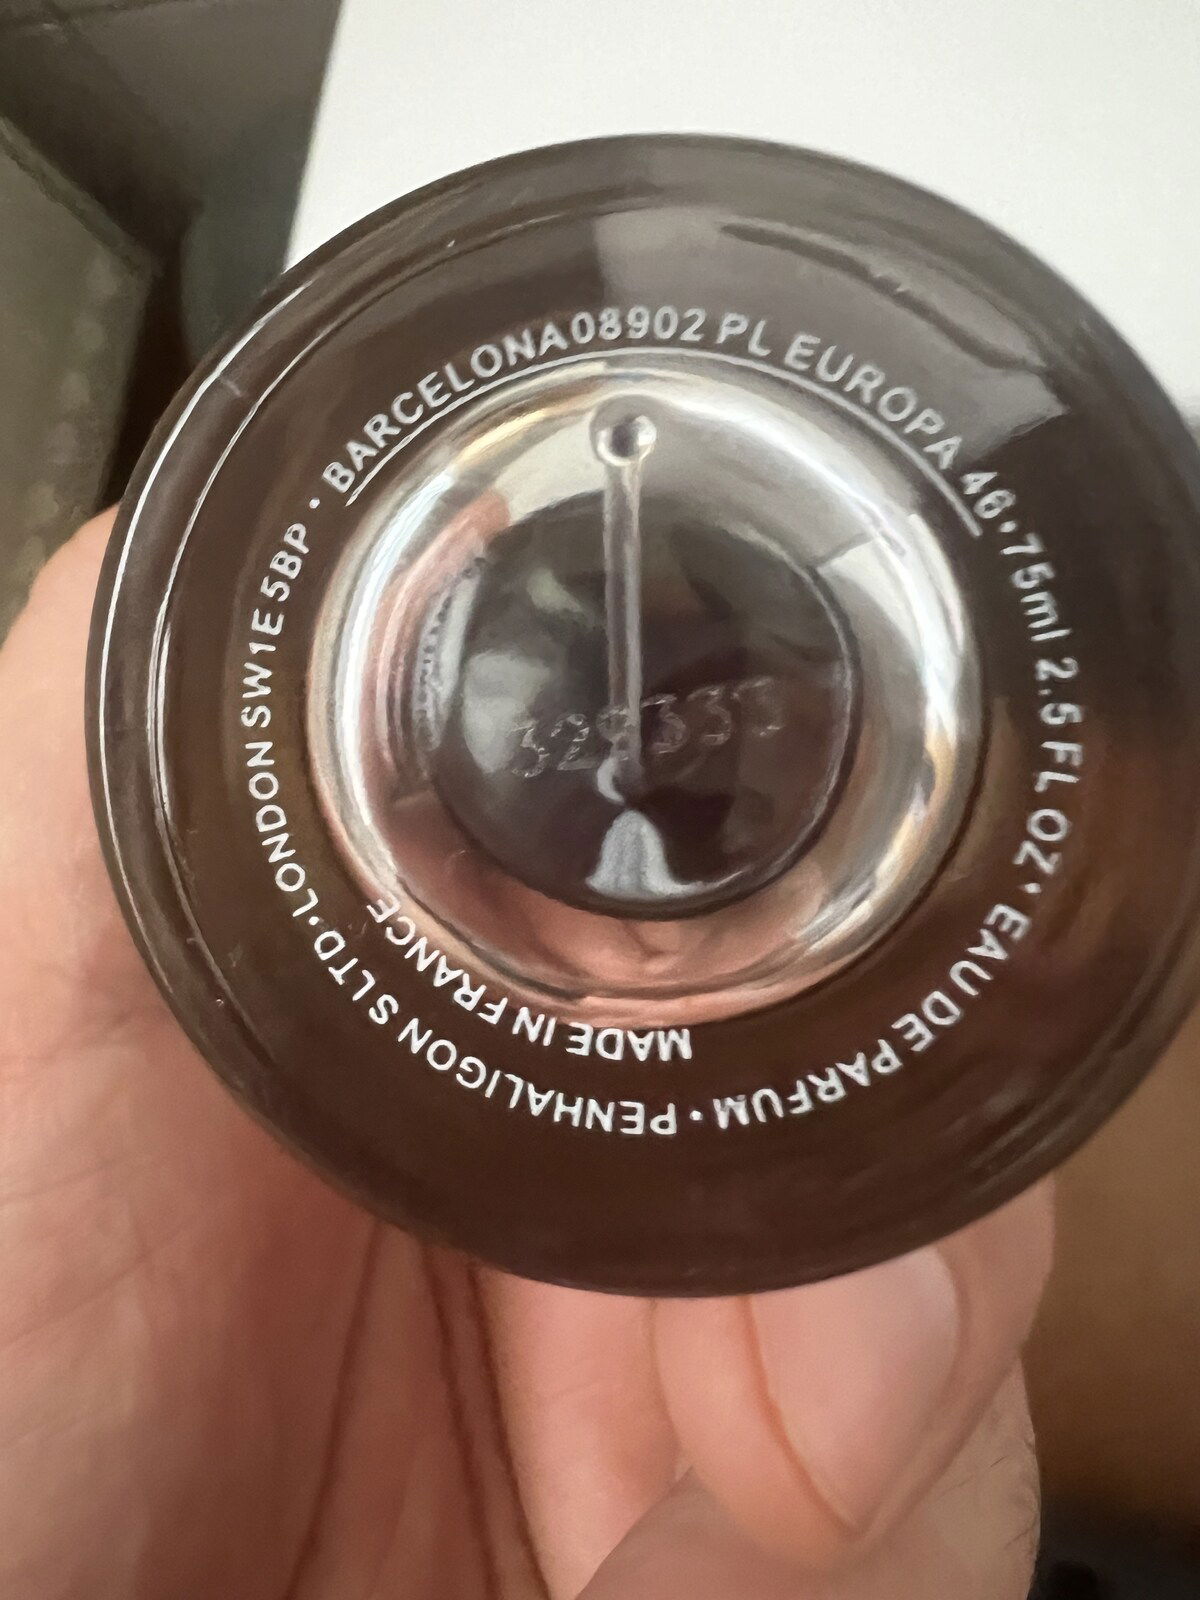 PENHALIGON S LTD · LONDON SW1E 5BP · BARCELONA 08902 PL EUROPA 46 · 75ml 2.5 FL OZ · EAU DE PARFUM ·
MADE IN FRANCE